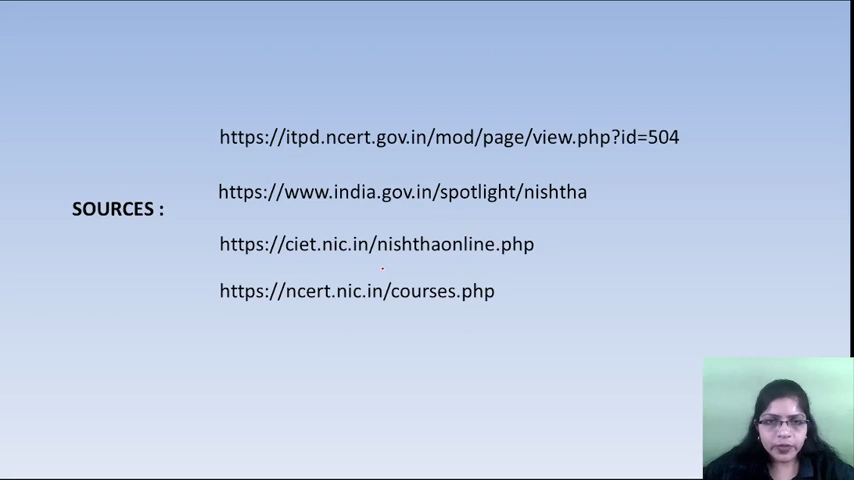 https://itpd.ncert.gov.in/mod/page/view.php?id=504
https://www.india.gov.in/spotlight/nishtha
SOURCES :
https://ciet.nic.in/nishthaonline.php
https://ncert.nic.in/courses.php